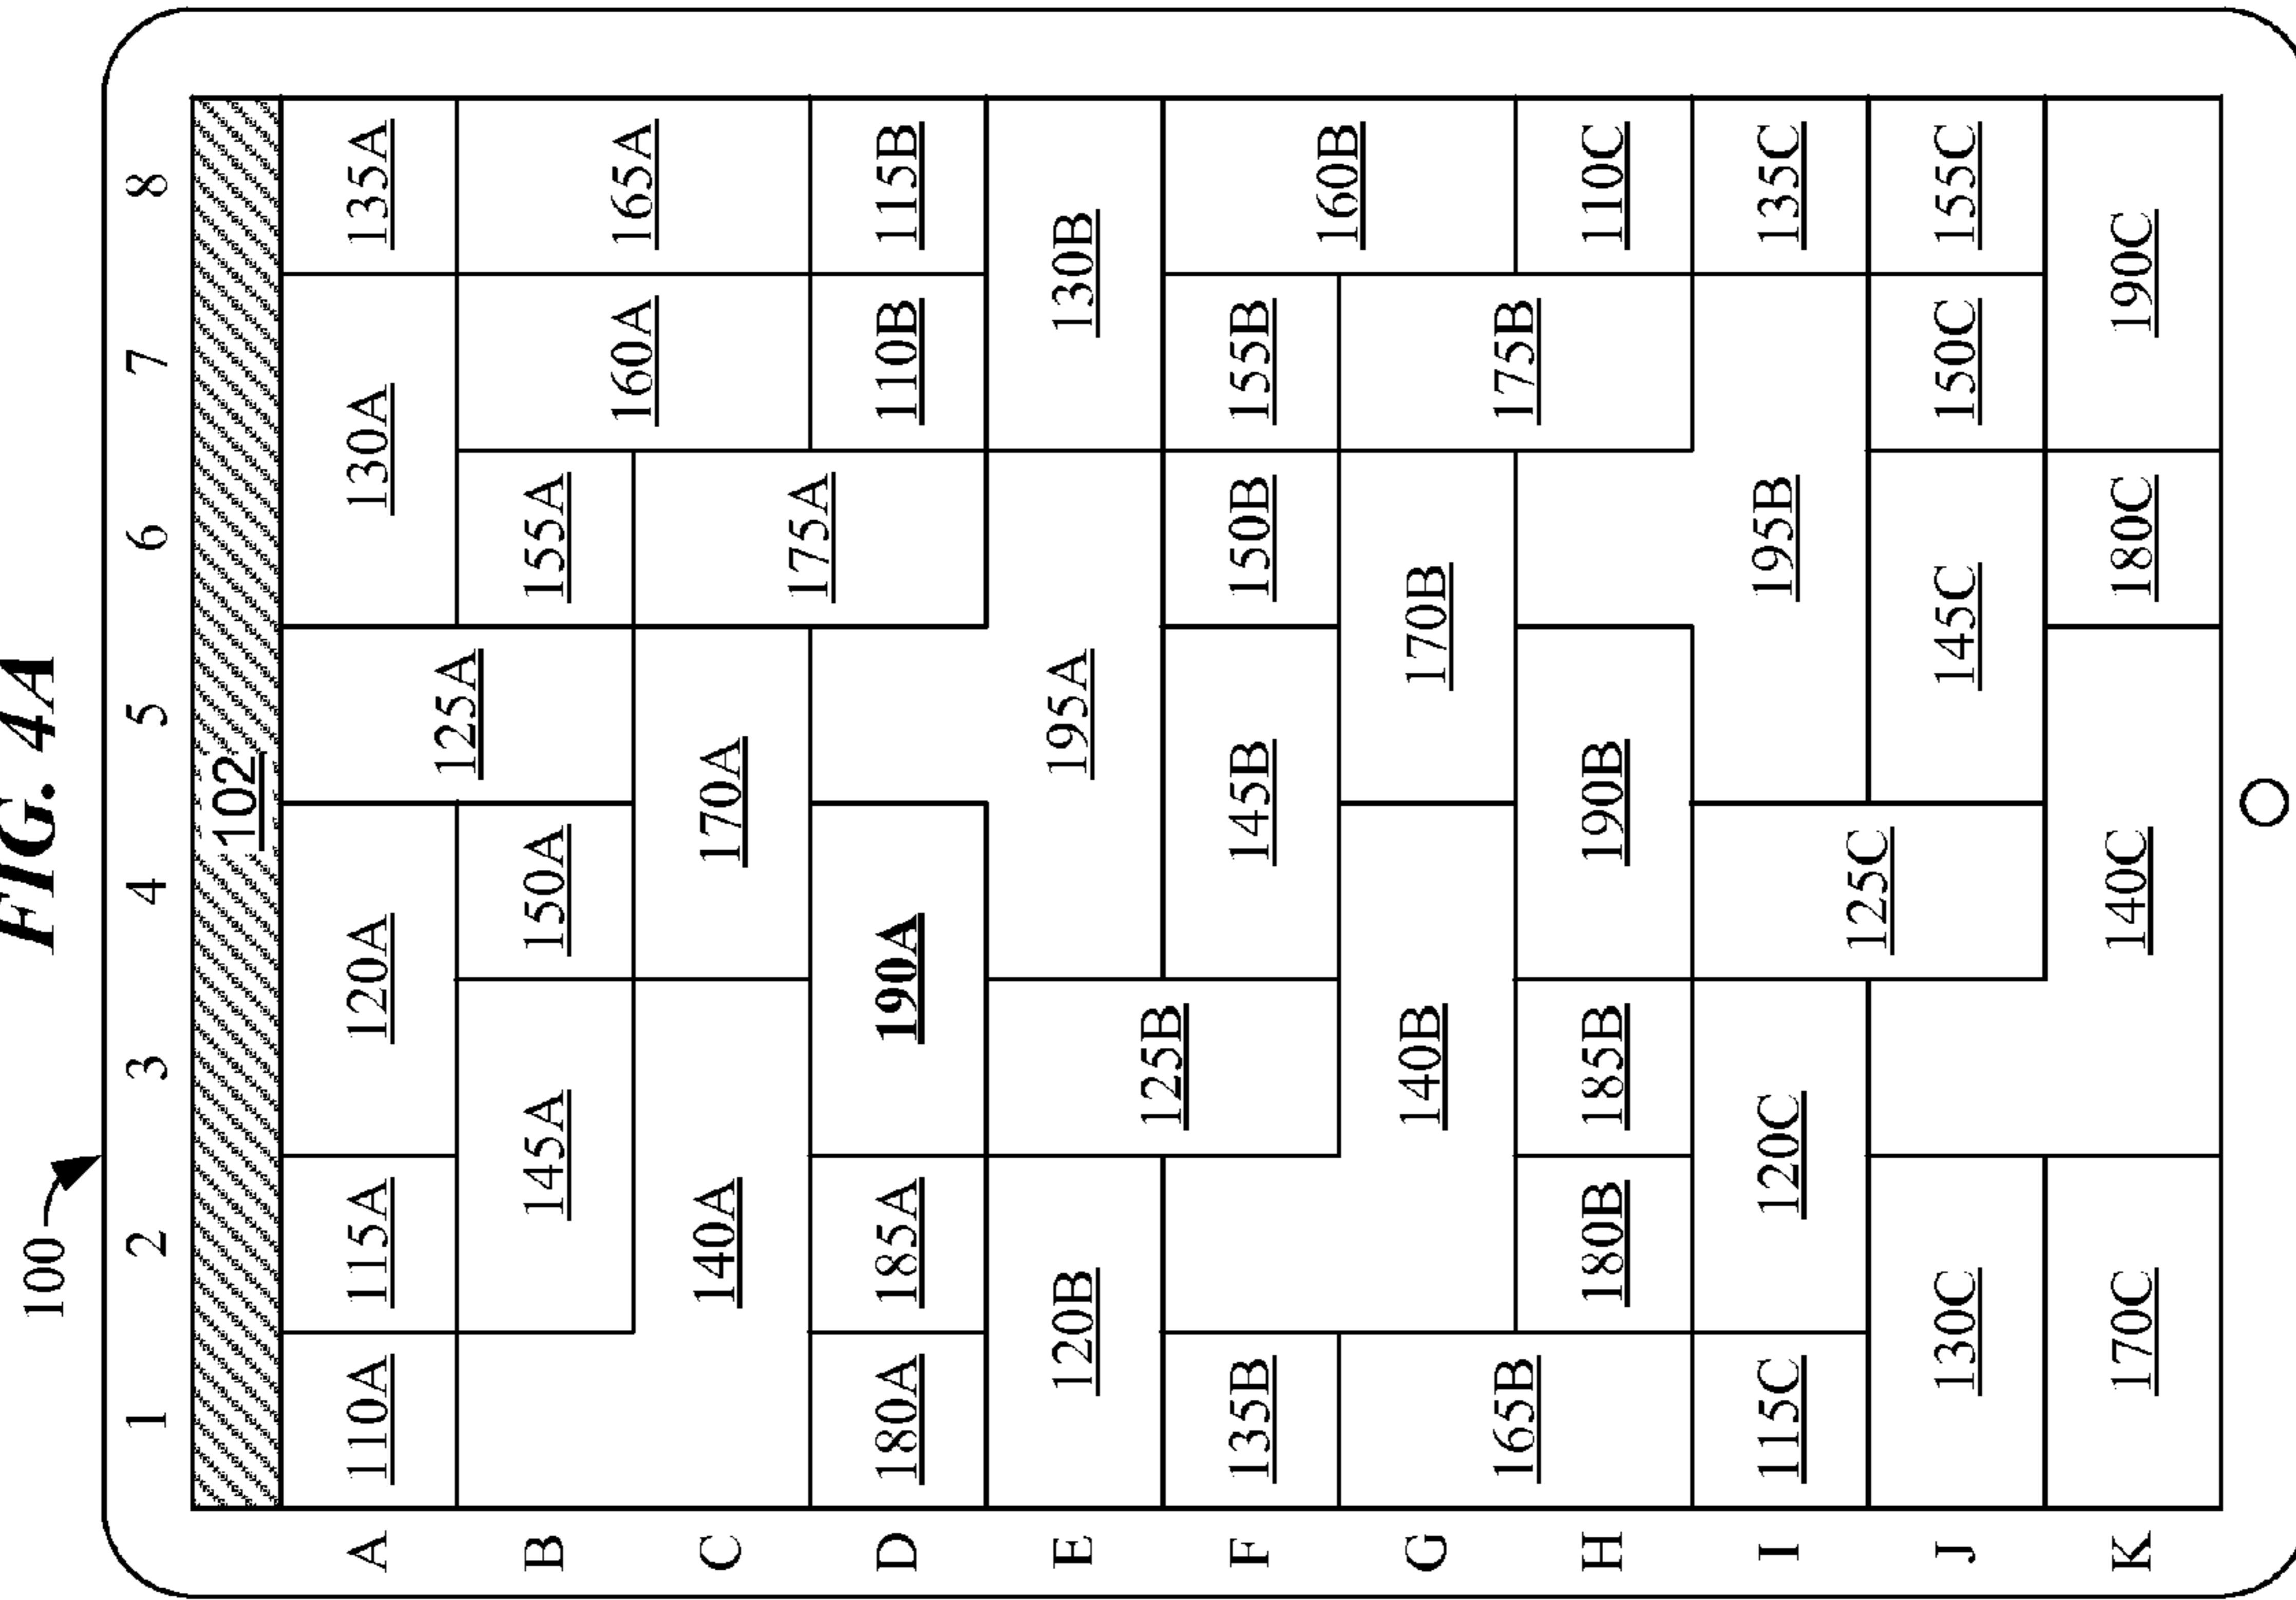 FIG. 4A
100
1 2 3 4 5 6 7 8
102
A 110A 115A 120A 125A 130A 135A
B 145A 150A 155A 160A 165A
C 140A 170A 175A
D 180A 185A 190A 110B 115B
E 120B 125B 195A 130B
F 135B 145B 150B 155B 160B
G 165B 140B 170B 175B
H 180B 185B 190B 110C
I 115C 120C 125C 195B 135C
J 130C 145C 150C 155C
K 170C 140C 180C 190C